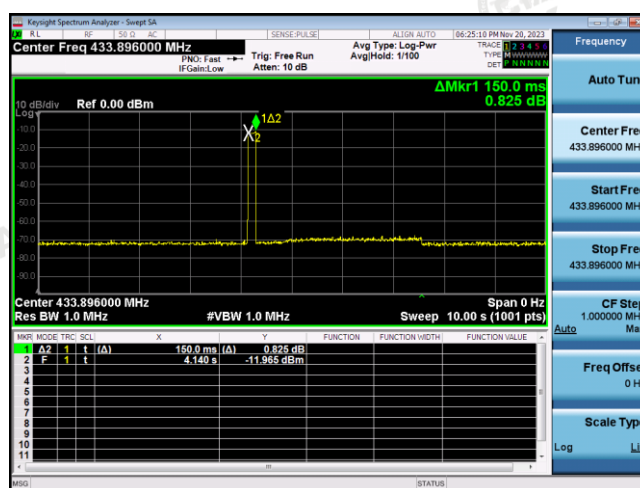 Keysight Spectrum Analyzer - Swept SA
RL RF 50 Ω AC SENSE:PULSE ALIGN AUTO 06:25:10 PM Nov 20, 2023
Center Freq 433.896000 MHz
PNO: Fast
IFGain:Low
Trig: Free Run
Atten: 10 dB
Avg Type: Log-Pwr
Avg|Hold: 1/100
TRACE 1 2 3 4 5 6
TYPE MWWWWW
DET P N N N N N
ΔMkr1 150.0 ms
0.825 dB
10 dB/div Ref 0.00 dBm
Log
-10.0
-20.0
-30.0
-40.0
-50.0
-60.0
-70.0
-80.0
-90.0
1Δ2
2
Center 433.896000 MHz Span 0 Hz
Res BW 1.0 MHz #VBW 1.0 MHz Sweep 10.00 s (1001 pts)
MKR MODE TRC SCL X Y FUNCTION FUNCTION WIDTH FUNCTION VALUE
1 Δ2 1 t (Δ) 150.0 ms (Δ) 0.825 dB
2 F 1 t 4.140 s -11.965 dBm
3
4
5
6
7
8
9
10
11
MSG STATUS
Frequency
Auto Tun
Center Fre
433.896000 MH
Start Fre
433.896000 MH
Stop Fre
433.896000 MH
CF Step
1.000000 MH
Auto Ma
Freq Offse
0 H
Scale Type
Log Li